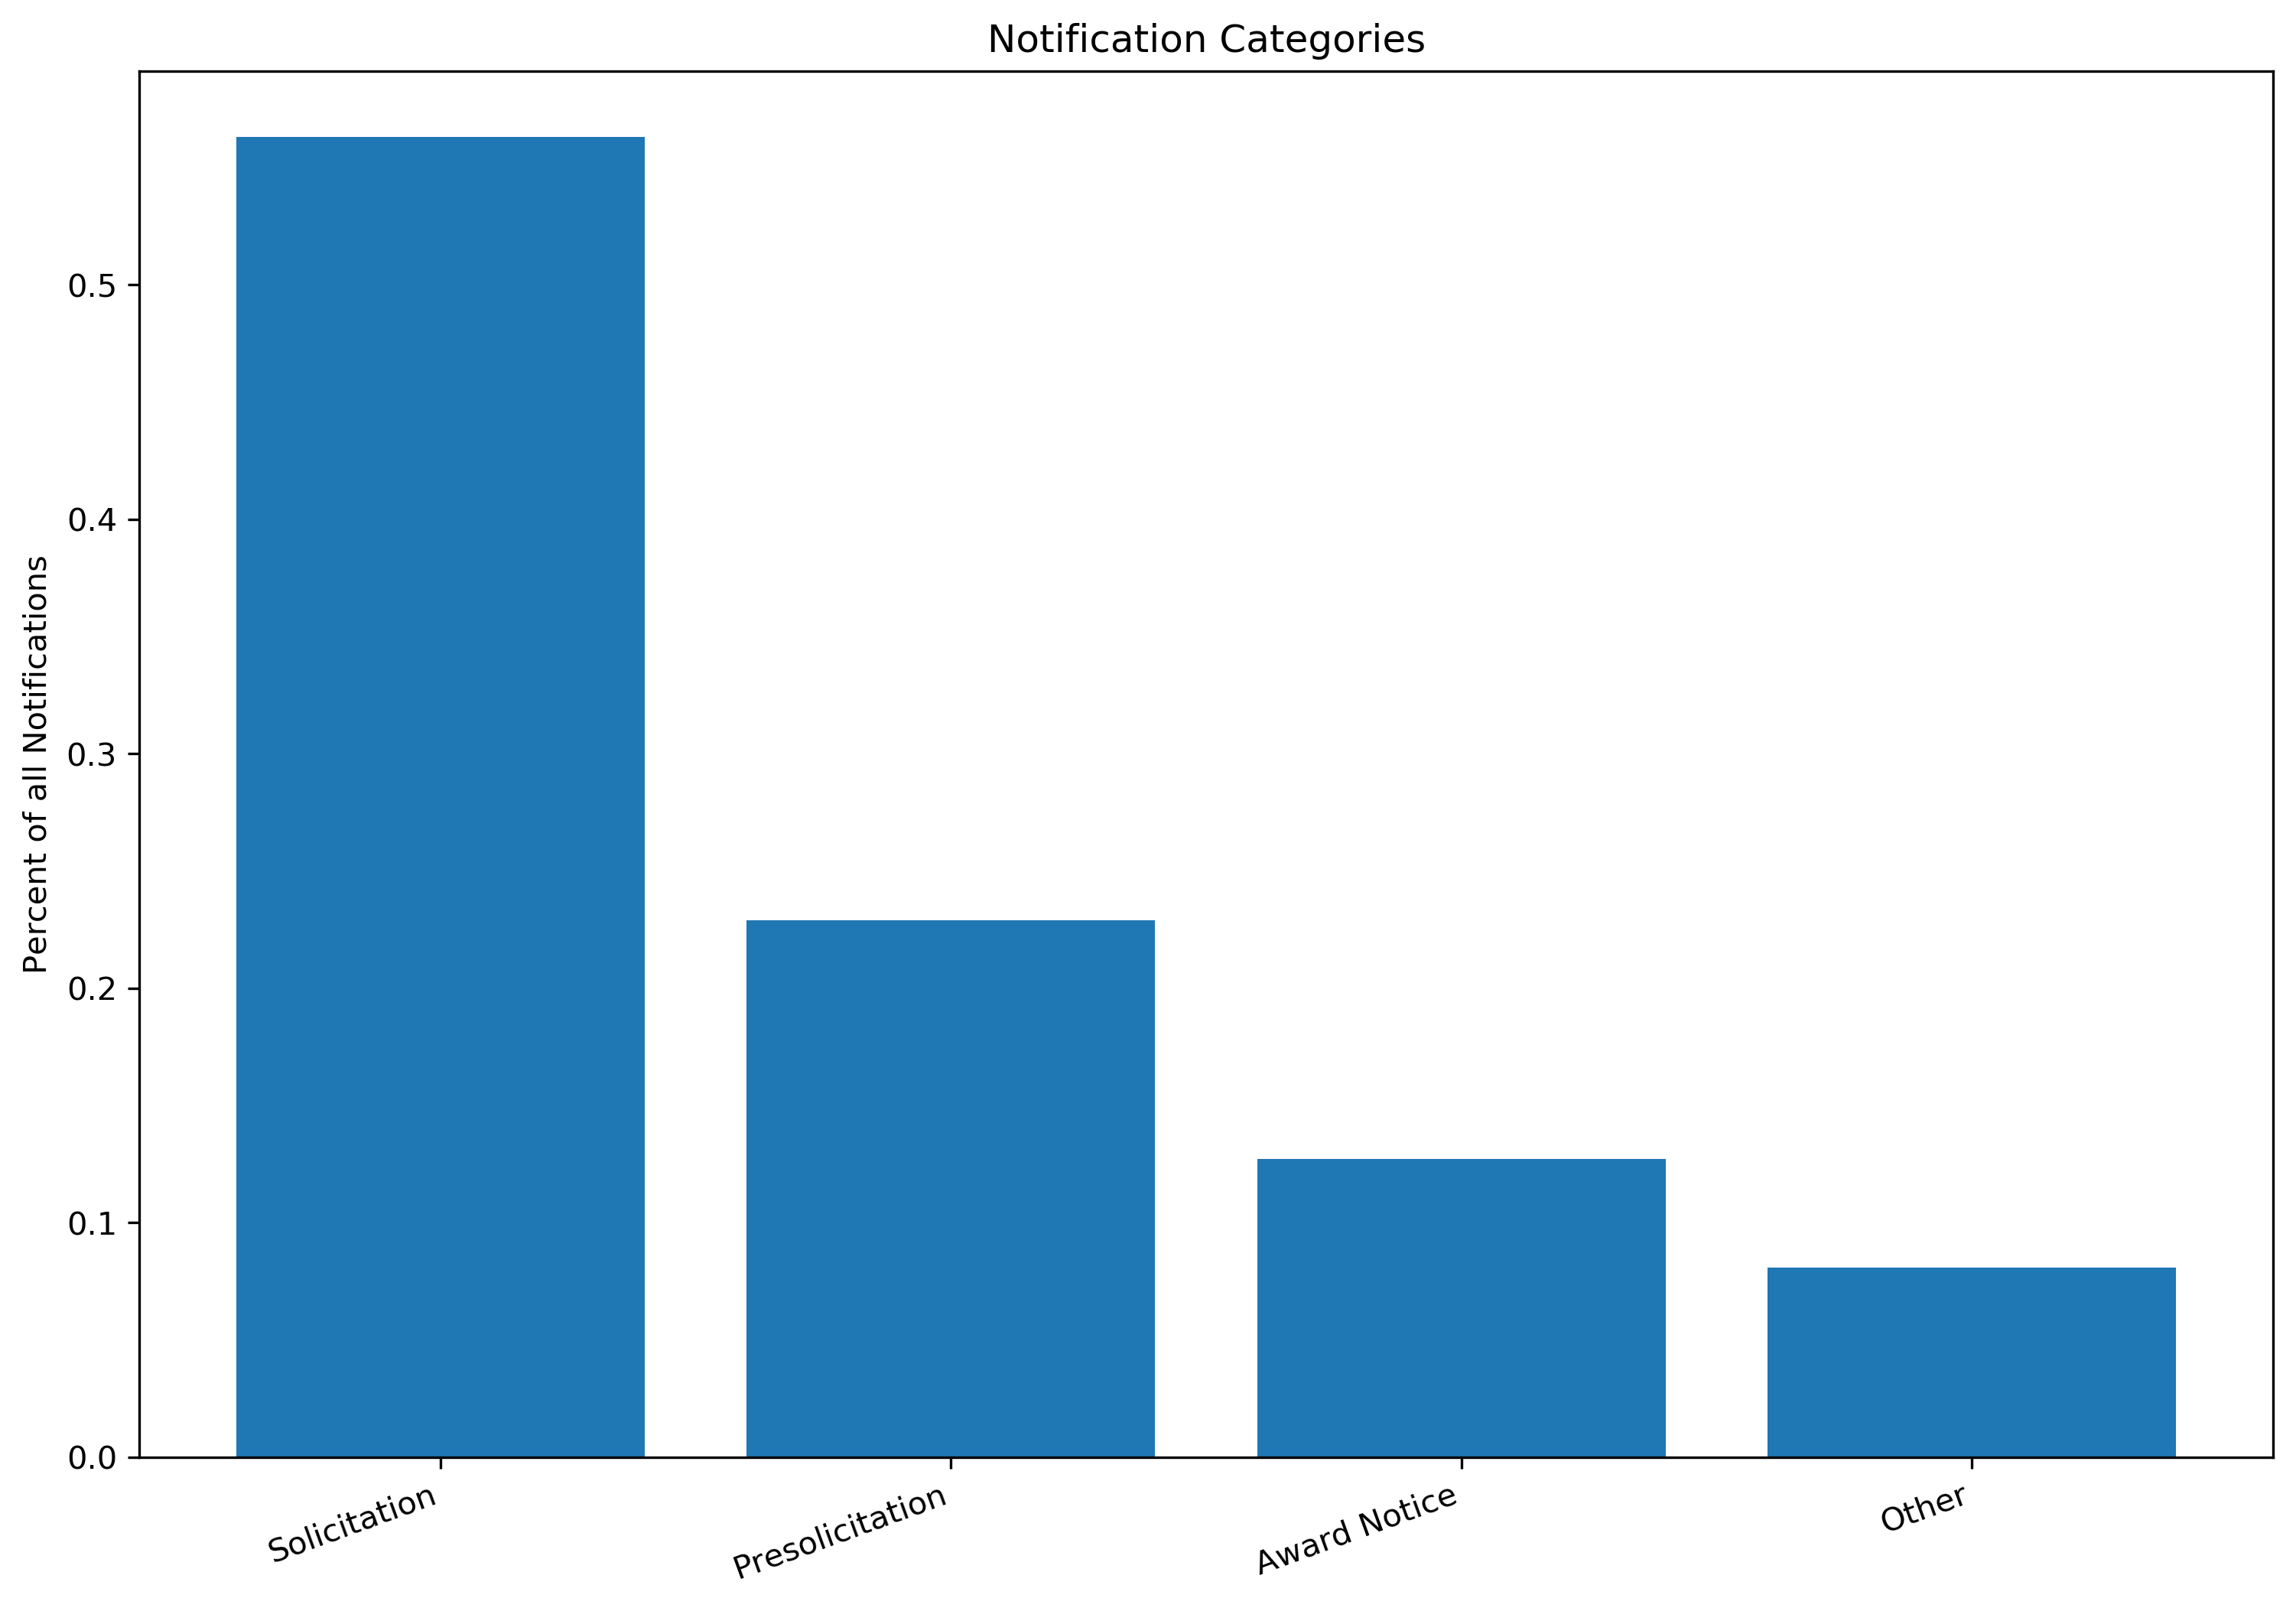 Notification Categories
Percent of all Notifications
0.5
0.4
0.3
0.2
0.1
0.0
Solicitation
Presolicitation
Award Notice
Other